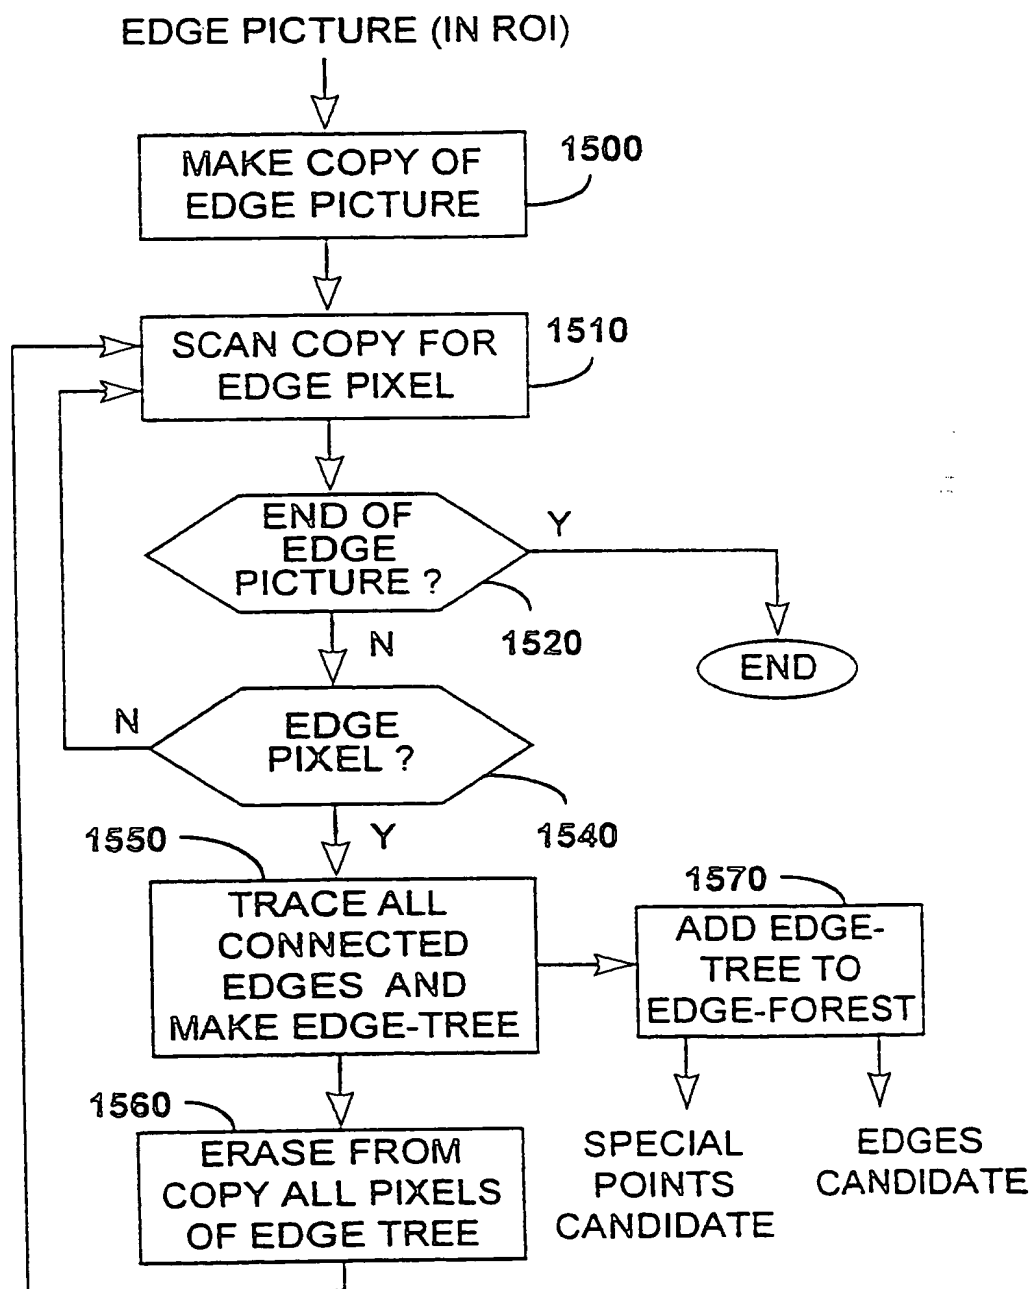 EDGE PICTURE (IN ROI)
MAKE COPY OF
EDGE PICTURE
1500
SCAN COPY FOR
EDGE PIXEL
1510
END OF
EDGE
PICTURE ?
Y
1520
N
END
EDGE
PIXEL ?
N
1540
Y
1550
TRACE ALL
CONNECTED
EDGES AND
MAKE EDGE-TREE
1570
ADD EDGE-
TREE TO
EDGE-FOREST
1560
ERASE FROM
COPY ALL PIXELS
OF EDGE TREE
SPECIAL
POINTS
CANDIDATE
EDGES
CANDIDATE